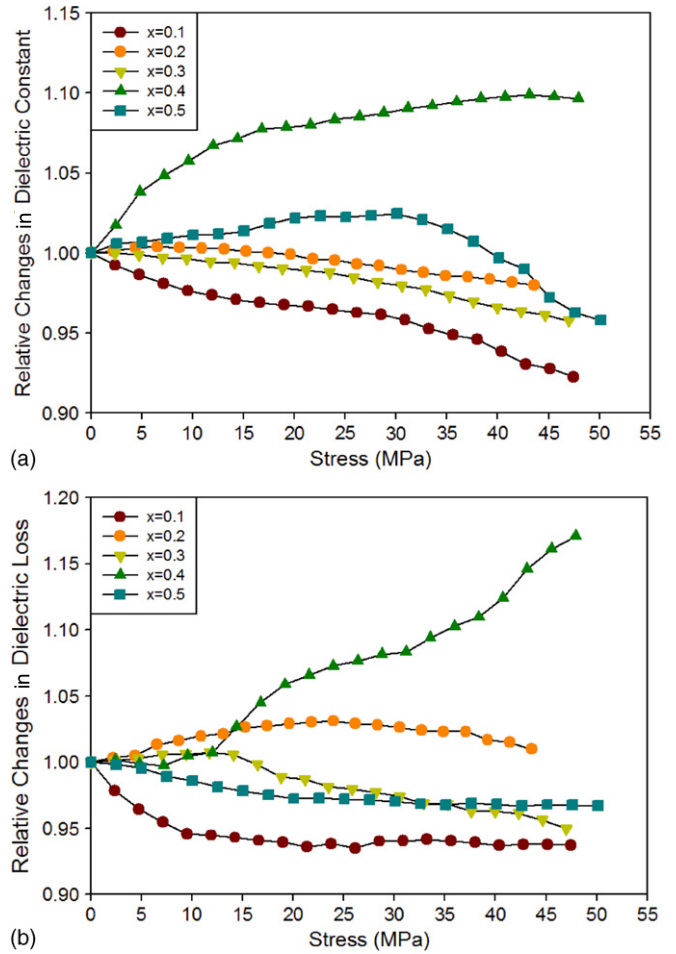 Relative Changes in Dielectric Constant
1.15
1.10
1.05
1.00
0.95
0.90
x=0.1
x=0.2
x=0.3
x=0.4
x=0.5
0 5 10 15 20 25 30 35 40 45 50 55
(a)
Stress (MPa)
Relative Changes in Dielectric Loss
1.20
1.15
1.10
1.05
1.00
0.95
0.90
x=0.1
x=0.2
x=0.3
x=0.4
x=0.5
0 5 10 15 20 25 30 35 40 45 50 55
(b)
Stress (MPa)